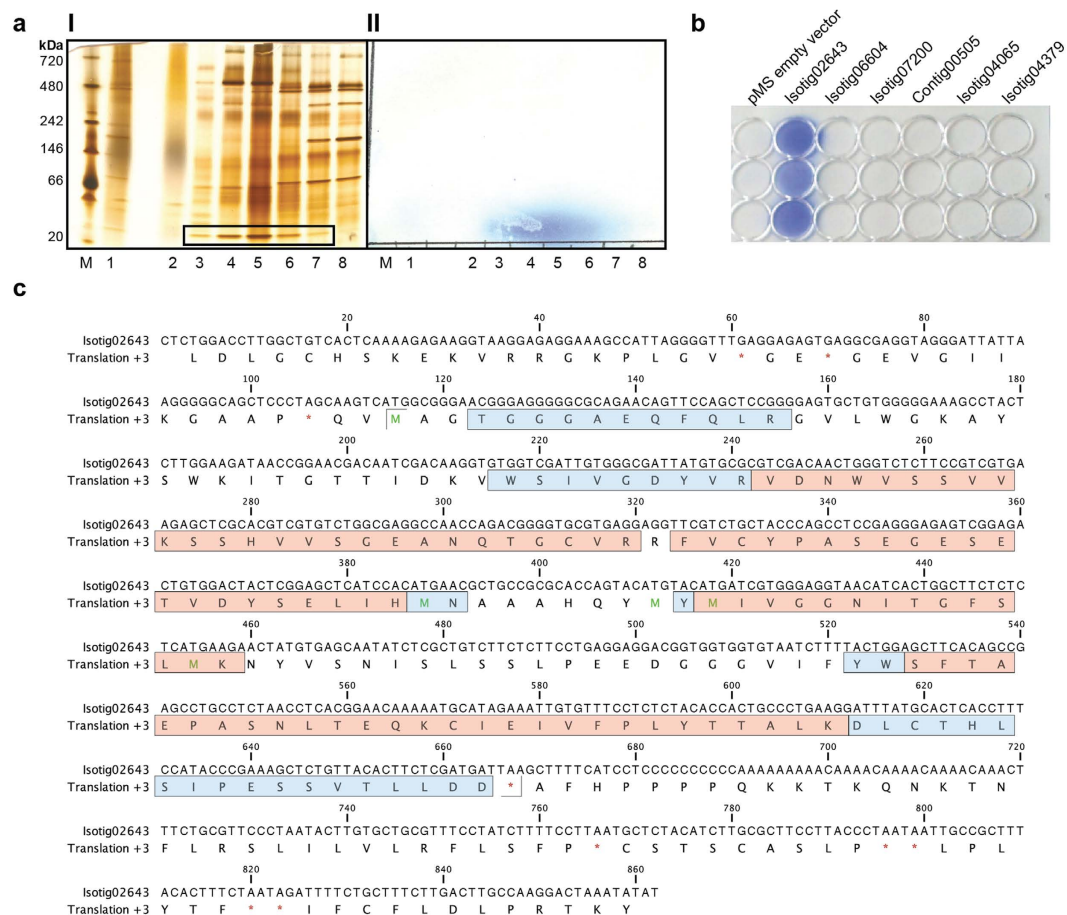 a I II
kDa
720
480
242
146
66
20
M 1 2 3 4 5 6 7 8 M 1 2 3 4 5 6 7 8
b
pMS empty vector
Isotig02643
Isotig06604
Isotig07200
Contig00505
Isotig04065
Isotig04379
c
20 40 60 80
Isotig02643 CTCTGGACCTTGGCTGTCACTCAAAAGAGAAGGTAAGGAGAGGAAAGCCATTAGGGGTTTGAGGAGAGTGAGGCGAGGTAGGGATTATTA
Translation +3 L D L G C H S K E K V R R G K P L G V * G E * G E V G I I
100 120 140 160 180
Isotig02643 AGGGGGCAGCTCCCTAGCAAGTCATGGCGGGAACGGGAGGGGGCGCAGAACAGTTCCAGCTCCGGGGAGTGCTGTGGGGGAAAGCCTACT
Translation +3 K G A A P * Q V M A G T G G G A E Q F Q L R G V L W G K A Y
200 220 240 260
Isotig02643 CTTGGAAGATAACCGGAACGACAATCGACAAGGTGTGGTCGATTGTGGGCGATTATGTGCGCGTCGACAACTGGGTCTCTTCCGTCGTGA
Translation +3 S W K I T G T T I D K V W S I V G D Y V R V D N W V S S V V
280 300 320 340 360
Isotig02643 AGAGCTCGCACGTCGTGTCTGGCGAGGCCAACCAGACGGGGTGCGTGAGGAGGTTCGTCTGCTACCCAGCCTCCGAGGGAGAGTCGGAGA
Translation +3 K S S H V V S G E A N Q T G C V R R F V C Y P A S E G E S E
380 400 420 440
Isotig02643 CTGTGGACTACTCGGAGCTCATCCACATGAACGCTGCCGCGCACCAGTACATGTACATGATCGTGGGAGGTAACATCACTGGCTTCTCTC
Translation +3 T V D Y S E L I H M N A A A H Q Y M Y M I V G G N I T G F S
460 480 500 520 540
Isotig02643 TCATGAAGAACTATGTGAGCAATATCTCGCTGTCTTCTCTTCCTGAGGAGGACGGTGGTGGTGTAATCTTTTACTGGAGCTTCACAGCCG
Translation +3 L M K N Y V S N I S L S S L P E E D G G G V I F Y W S F T A
560 580 600 620
Isotig02643 AGCCTGCCTCTAACCTCACGGAACAAAAATGCATAGAAATTGTGTTTCCTCTCTACACCACTGCCCTGAAGGATTTATGCACTCACCTTT
Translation +3 E P A S N L T E Q K C I E I V F P L Y T T A L K D L C T H L
640 660 680 700 720
Isotig02643 CCATACCCGAAAGCTCTGTTACACTTCTCGATGATTAAGCTTTTCATCCTCCCCCCCCCCAAAAAAAAACAAAACAAAACAAAACAAACT
Translation +3 S I P E S S V T L L D D * A F H P P P P Q K K T K Q N K T N
740 760 780 800
Isotig02643 TTCTGCGTTCCCTAATACTTGTGCTGCGTTTCCTATCTTTTCCTTAATGCTCTACATCTTGCGCTTCCTTACCCTAATAATTGCCGCTTT
Translation +3 F L R S L I L V L R F L S F P * C S T S C A S L P * * L P L
820 840 860
Isotig02643 ACACTTTCTAATAGATTTTCTGCTTTCTTGACTTGCCAAGGACTAAATATAT
Translation +3 Y T F * * I F C F L D L P R T K Y